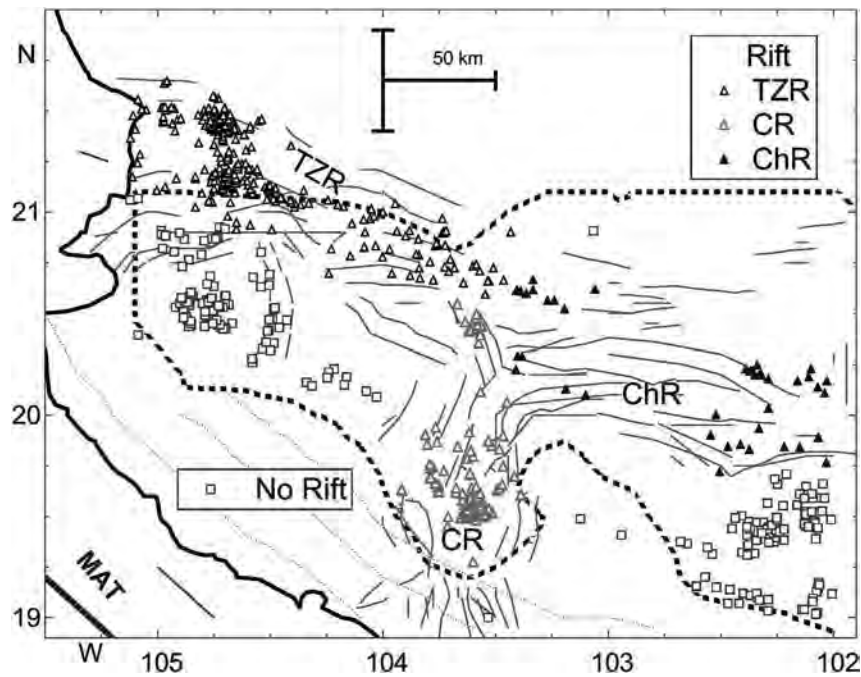 N
50 km
Rift
TZR
CR
ChR
TZR
21
ChR
20
No Rift
CR
MAT
19
W
105
104
103
102